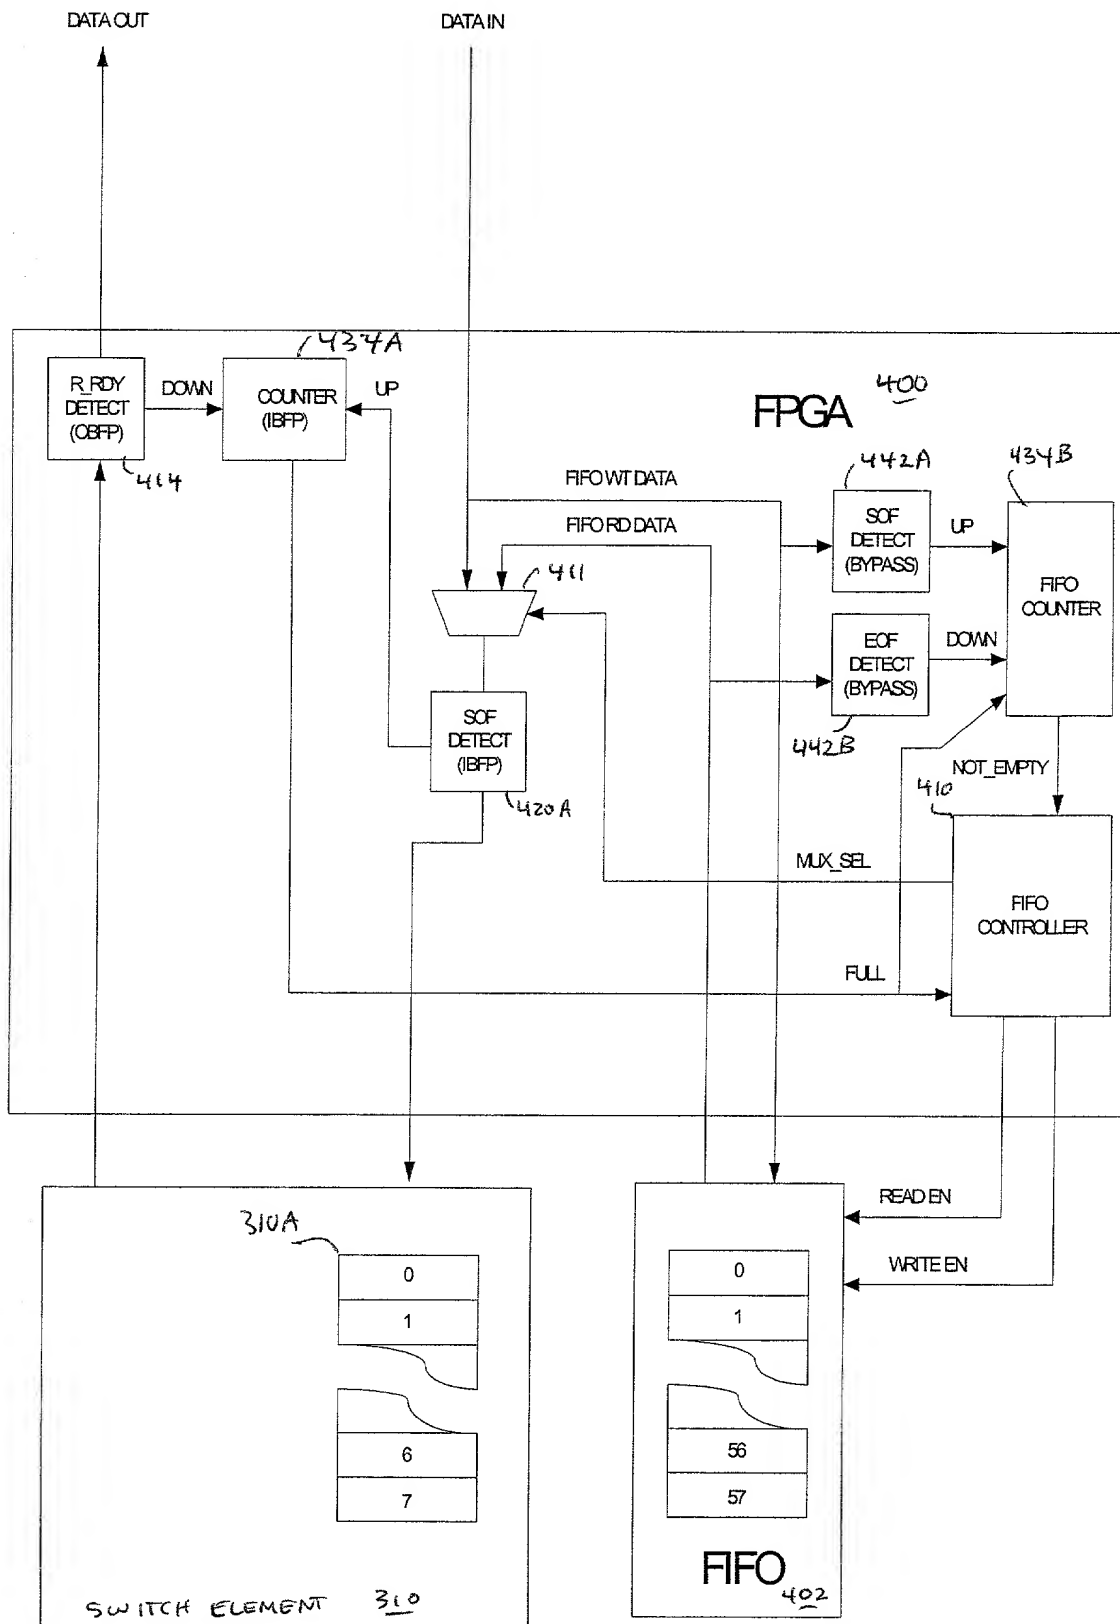 DATA OUT
DATA IN
434A
R_RDY
DETECT
(OBFP)
414
DOWN
COUNTER
(IBFP)
UP
400
FPGA
442A
434B
FIFO WT DATA
FIFO RD DATA
SOF
DETECT
(BYPASS)
UP
411
FIFO
COUNTER
EOF
DETECT
(BYPASS)
DOWN
442B
SOF
DETECT
(IBFP)
420A
NOT_EMPTY
410
MUX_SEL
FIFO
CONTROLLER
FULL
READ EN
WRITE EN
310A
0
1
6
7
0
1
56
57
FIFO
402
SWITCH ELEMENT 310